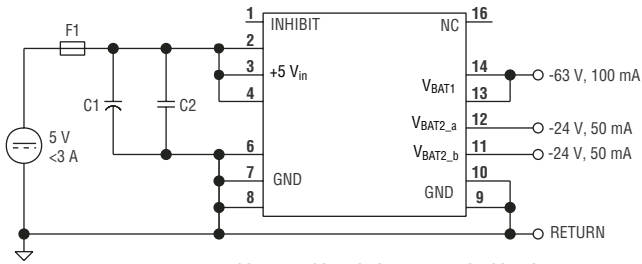 1 INHIBIT NC 16
F1
2
3 +5 Vin
4
14 -63 V, 100 mA
VBAT1
13
C1 C2
12 -24 V, 50 mA
VBAT2_a
11 -24 V, 50 mA
VBAT2_b
5 V
<3 A
6
7 GND
8
10
GND
9
RETURN